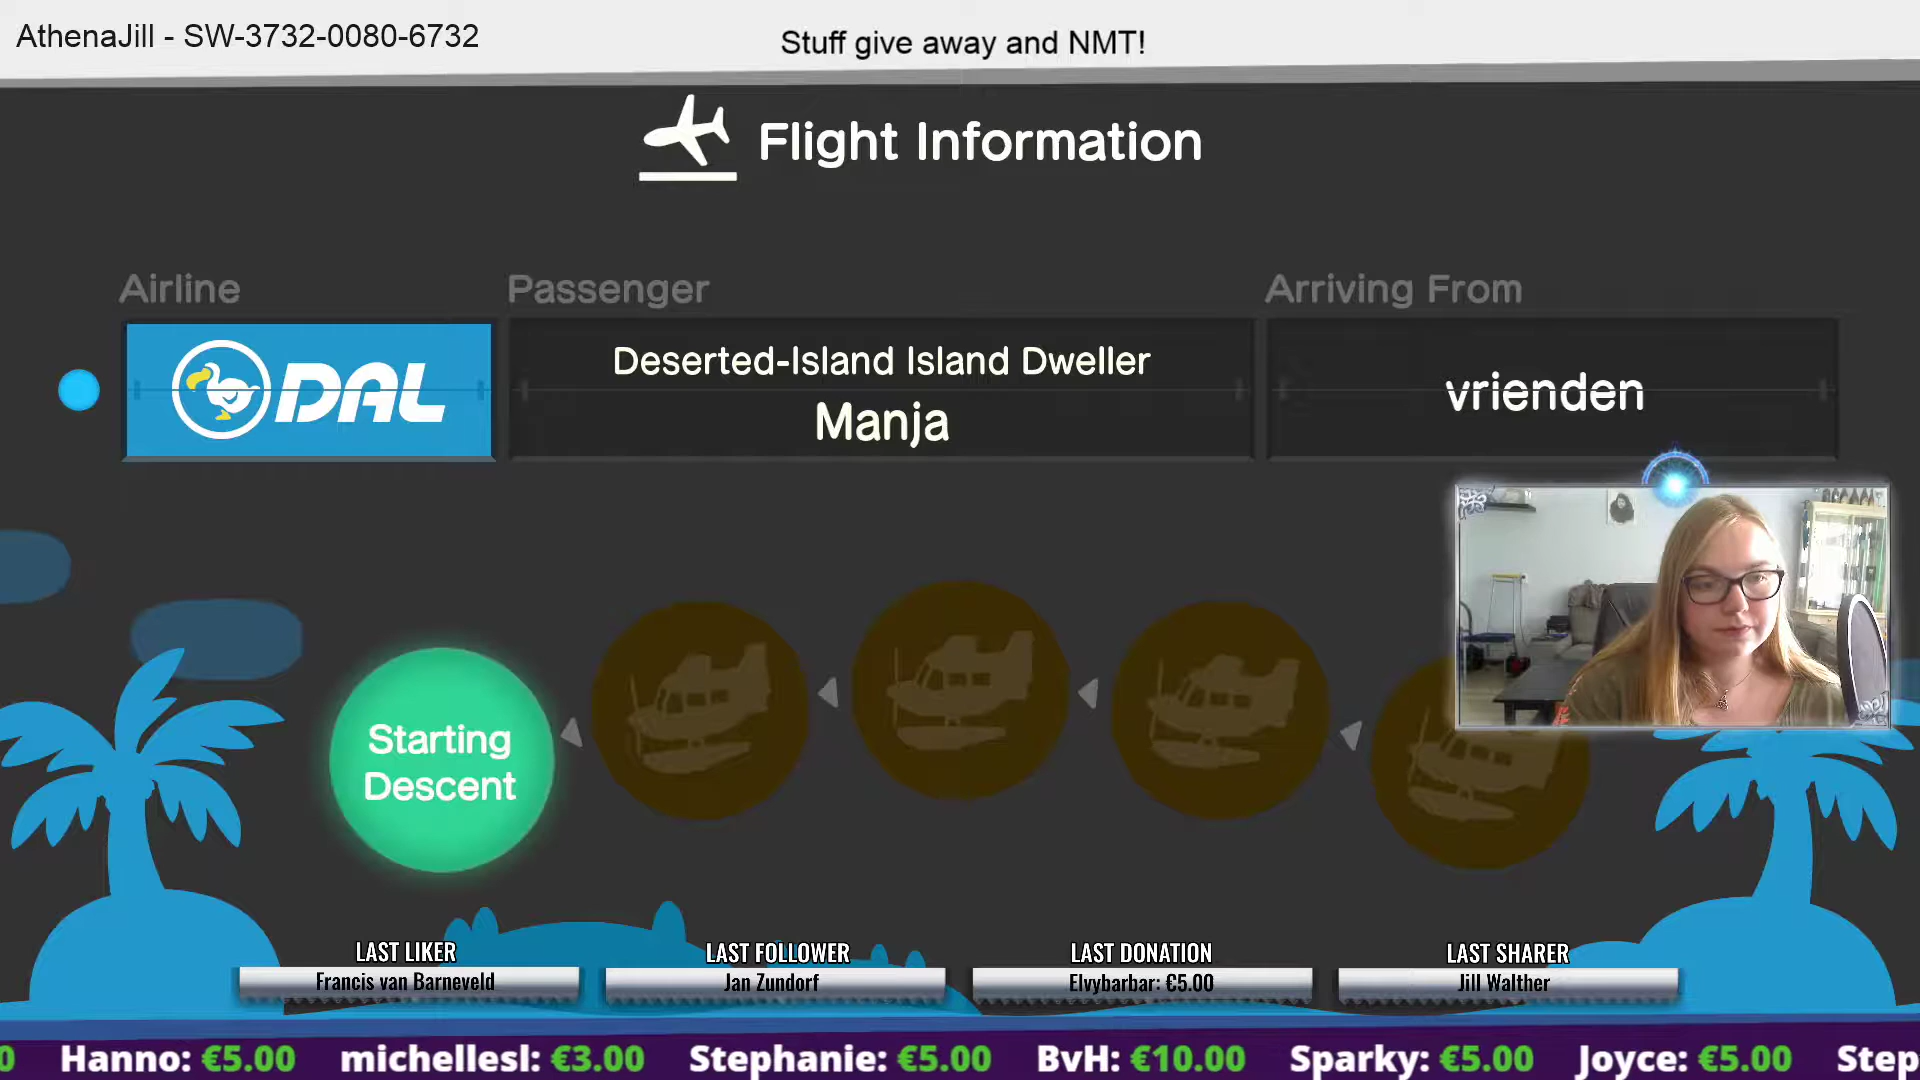 AthenaJill - SW-3732-0080-6732
Stuff give away and NMT!
Flight Information
Airline
Passenger
Arriving From
DAL
Deserted-Island Island Dweller
Manja
vrienden
Starting
Descent
LAST LIKER
Francis van Barneveld
LAST FOLLOWER
Jan Zundorf
LAST DONATION
Elvybarbar: €5.00
LAST SHARER
Jill Walther
0 Hanno: €5.00 michellesl: €3.00 Stephanie: €5.00 BvH: €10.00 Sparky: €5.00 Joyce: €5.00 Step